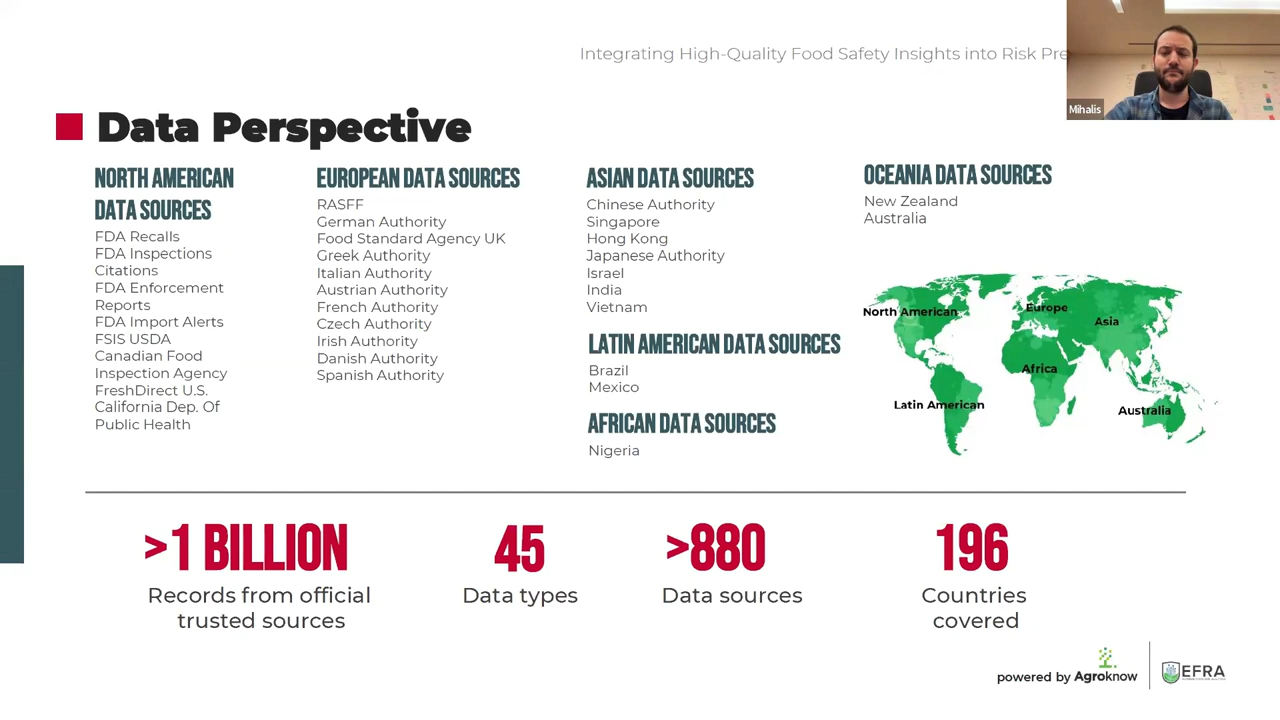 Integrating High-Quality Food Safety Insights into Risk Pre
Mihalis
Data Perspective
NORTH AMERICAN
DATA SOURCES
FDA Recalls
FDA Inspections
Citations
FDA Enforcement
Reports
FDA Import Alerts
FSIS USDA
Canadian Food
Inspection Agency
FreshDirect U.S.
California Dep. Of
Public Health
EUROPEAN DATA SOURCES
RASFF
German Authority
Food Standard Agency UK
Greek Authority
Italian Authority
Austrian Authority
French Authority
Czech Authority
Irish Authority
Danish Authority
Spanish Authority
ASIAN DATA SOURCES
Chinese Authority
Singapore
Hong Kong
Japanese Authority
Israel
India
Vietnam
LATIN AMERICAN DATA SOURCES
Brazil
Mexico
AFRICAN DATA SOURCES
Nigeria
OCEANIA DATA SOURCES
New Zealand
Australia
North American
Europe
Asia
Africa
Latin American
Australia
>1 BILLION
Records from official
trusted sources
45
Data types
>880
Data sources
196
Countries
covered
powered by Agroknow
EFRA